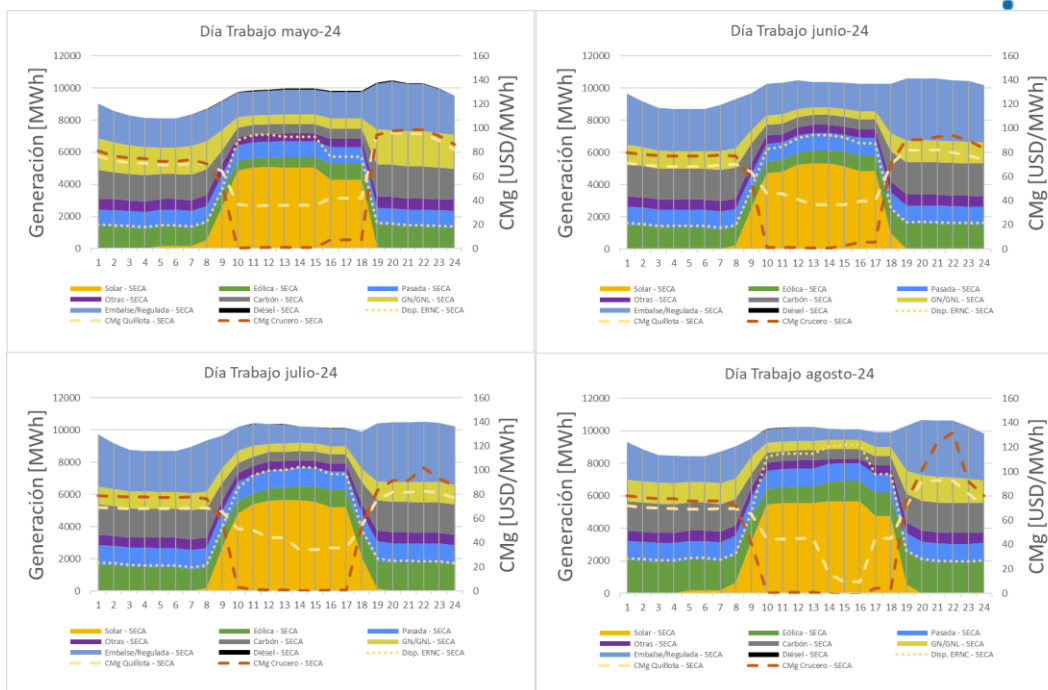 Día Trabajo mayo-24
Generación [MWh]
CMg [USD/MWh]
12000
10000
8000
6000
4000
2000
0
160
140
120
100
80
60
40
20
0
1 2 3 4 5 6 7 8 9 10 11 12 13 14 15 16 17 18 19 20 21 22 23 24
Solar - SECA Eólica - SECA Pasada - SECA
Otras - SECA Carbón - SECA GN/GNL - SECA
Embalse/Regulada - SECA Diésel - SECA Disp. ERNC - SECA
CMg Quillota - SECA CMg Crucero - SECA
Día Trabajo junio-24
Generación [MWh]
CMg [USD/MWh]
12000
10000
8000
6000
4000
2000
0
160
140
120
100
80
60
40
20
0
1 2 3 4 5 6 7 8 9 10 11 12 13 14 15 16 17 18 19 20 21 22 23 24
Solar - SECA Eólica - SECA Pasada - SECA
Otras - SECA Carbón - SECA GN/GNL - SECA
Embalse/Regulada - SECA Diésel - SECA Disp. ERNC - SECA
CMg Quillota - SECA CMg Crucero - SECA
Día Trabajo julio-24
Generación [MWh]
CMg [USD/MWh]
12000
10000
8000
6000
4000
2000
0
160
140
120
100
80
60
40
20
0
1 2 3 4 5 6 7 8 9 10 11 12 13 14 15 16 17 18 19 20 21 22 23 24
Solar - SECA Eólica - SECA Pasada - SECA
Otras - SECA Carbón - SECA GN/GNL - SECA
Embalse/Regulada - SECA Diésel - SECA Disp. ERNC - SECA
CMg Quillota - SECA CMg Crucero - SECA
Día Trabajo agosto-24
Generación [MWh]
CMg [USD/MWh]
12000
10000
8000
6000
4000
2000
0
160
140
120
100
80
60
40
20
0
1 2 3 4 5 6 7 8 9 10 11 12 13 14 15 16 17 18 19 20 21 22 23 24
Solar - SECA Eólica - SECA Pasada - SECA
Otras - SECA Carbón - SECA GN/GNL - SECA
Embalse/Regulada - SECA Diésel - SECA Disp. ERNC - SECA
CMg Quillota - SECA CMg Crucero - SECA